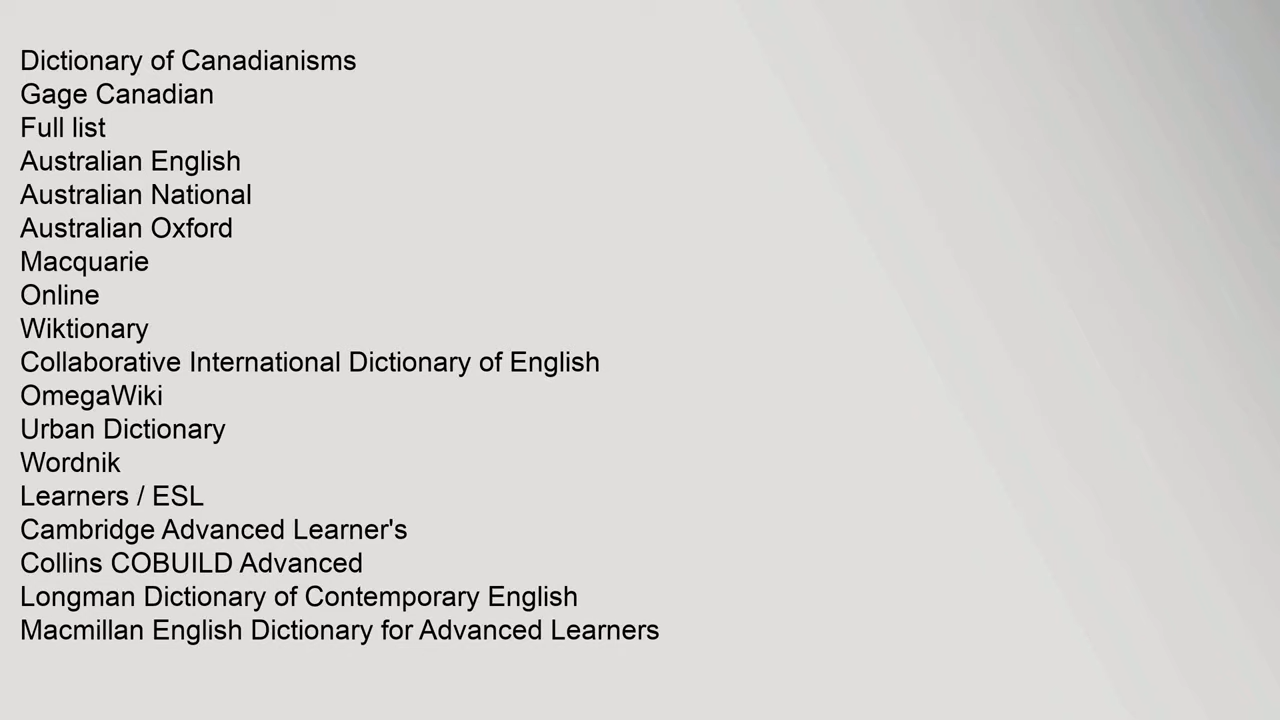 Dictionary of Canadianisms
Gage Canadian
Full list
Australian English
Australian National
Australian Oxford
Macquarie
Online
Wiktionary
Collaborative International Dictionary of English
OmegaWiki
Urban Dictionary
Wordnik
Learners / ESL
Cambridge Advanced Learner's
Collins COBUILD Advanced
Longman Dictionary of Contemporary English
Macmillan English Dictionary for Advanced Learners